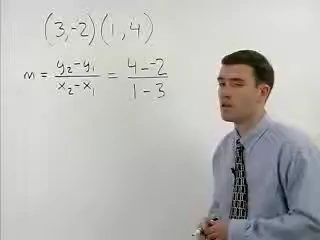 (3,-2)(1,4)
m = y₂-y₁/x₂-x₁ = 4--2/1-3